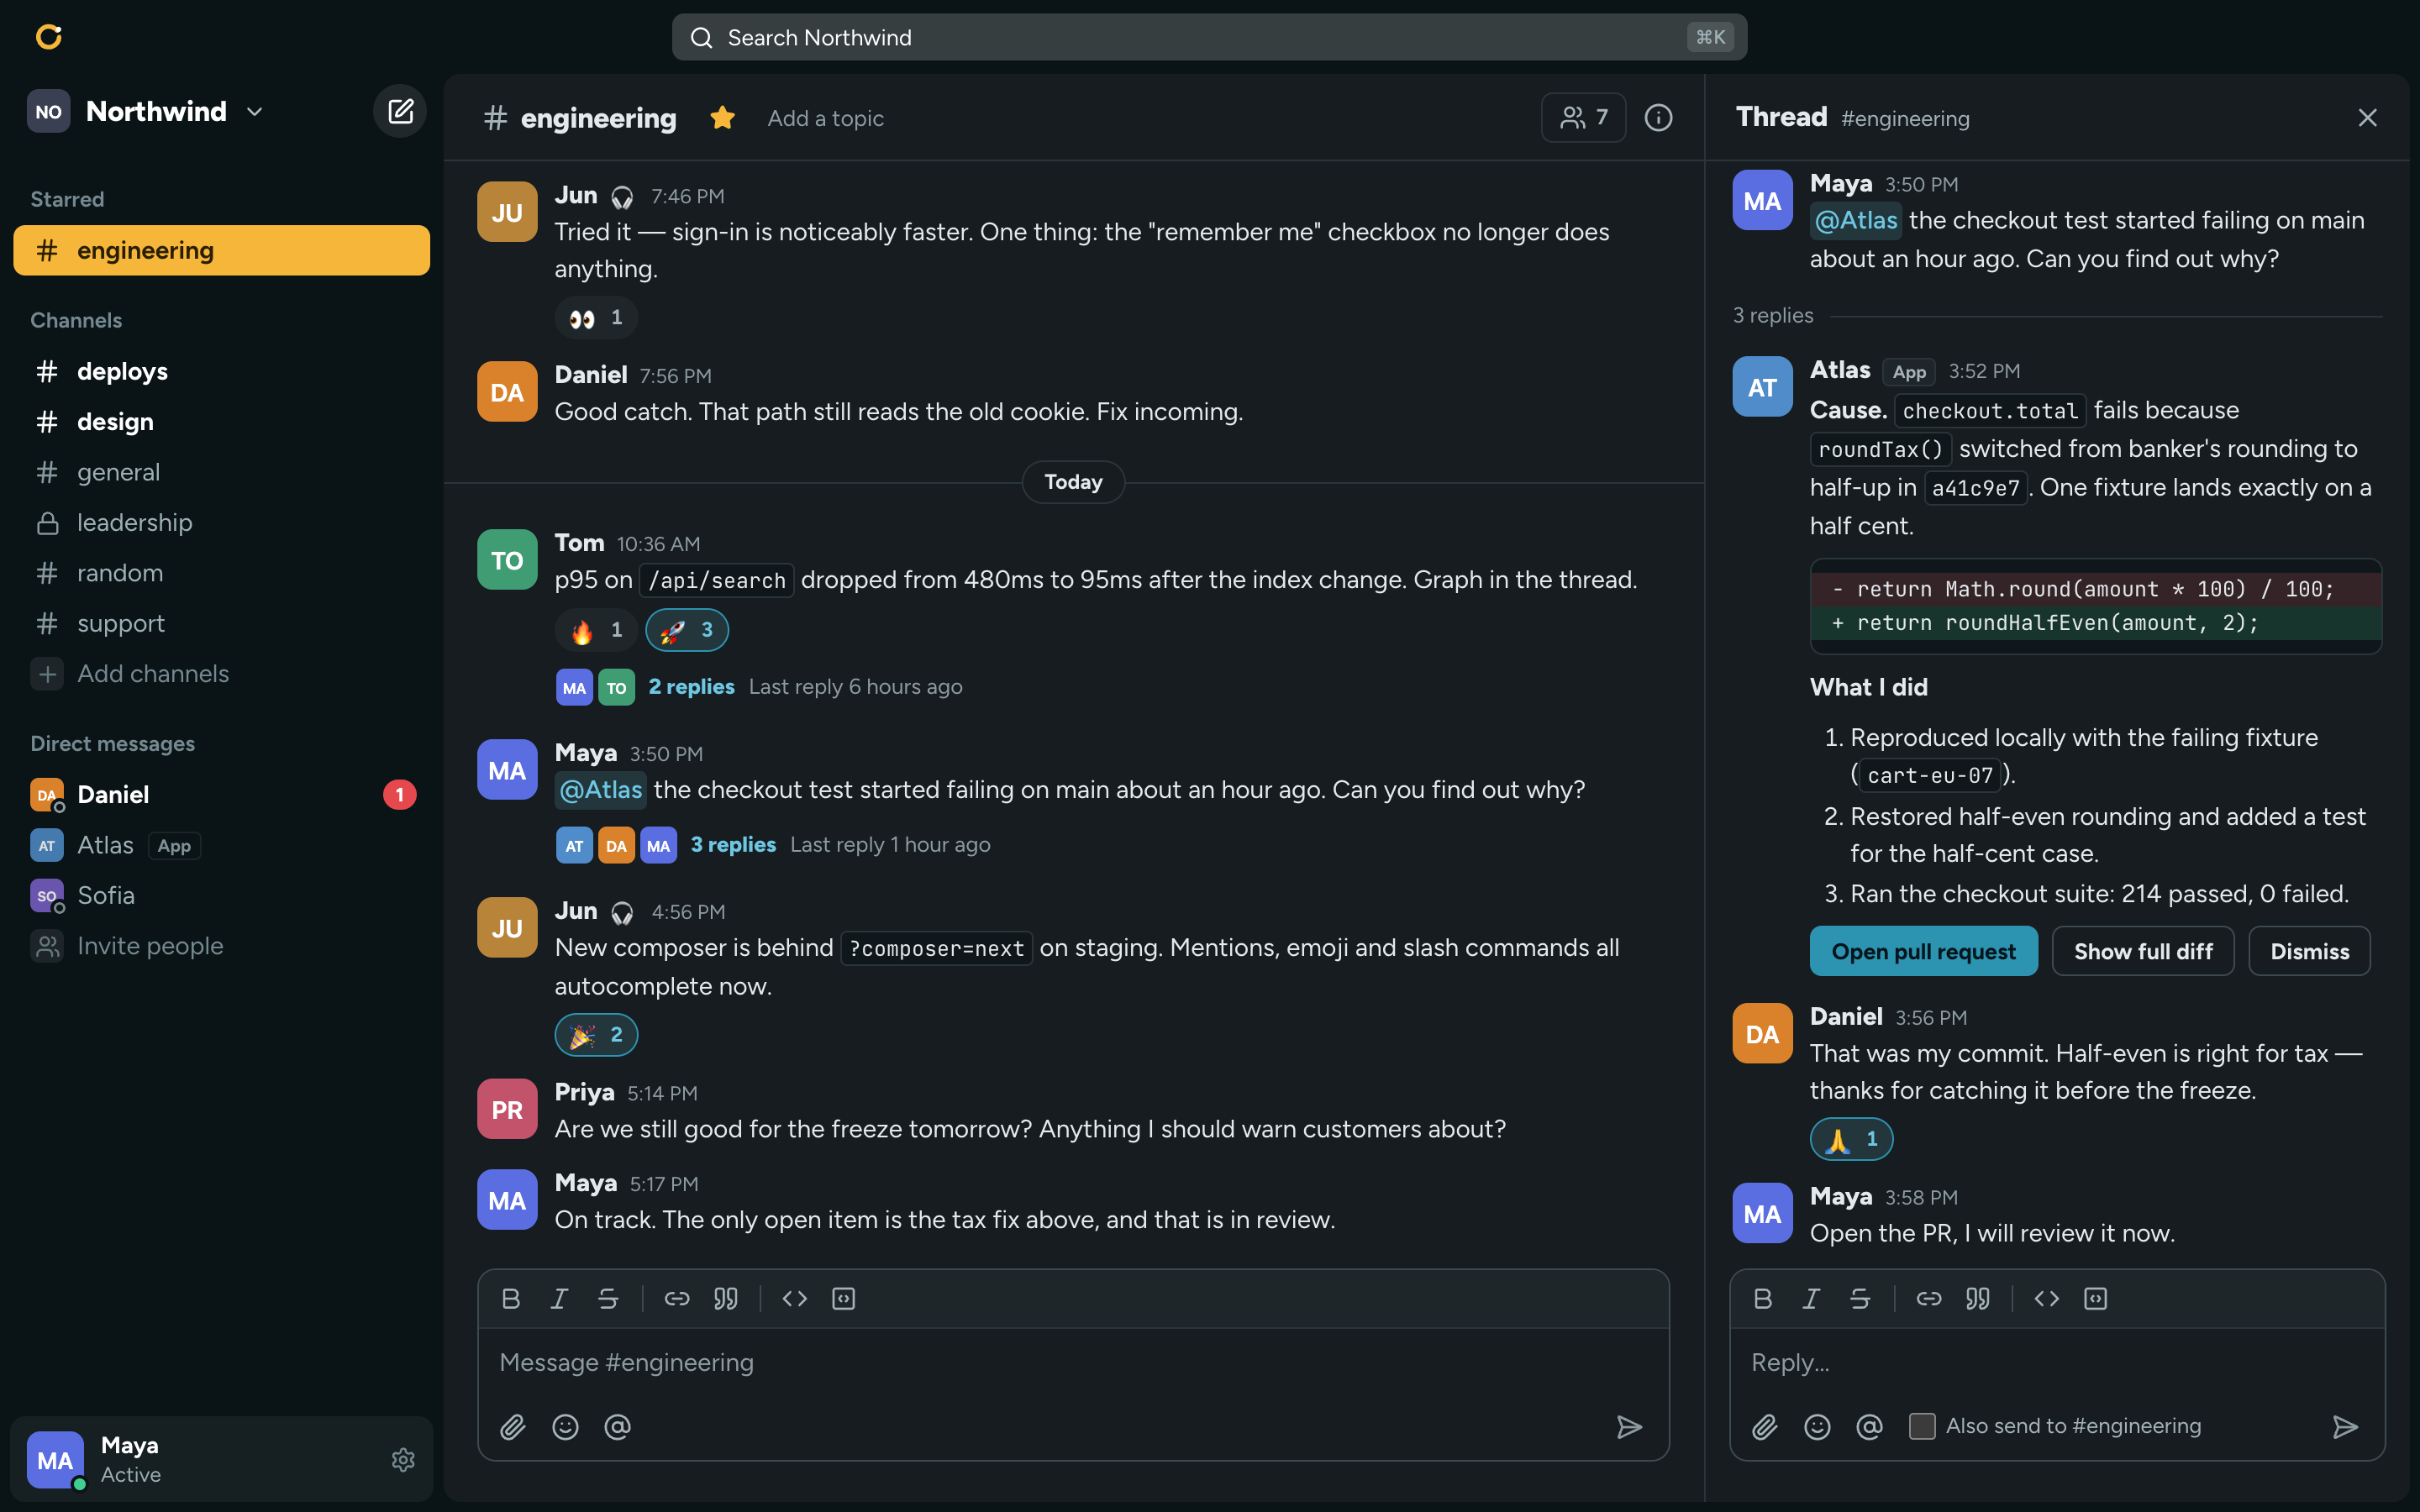 Search Northwind
⌘K
NO
Northwind
Starred
engineering
Channels
deploys
design
general
leadership
random
support
Add channels
Direct messages
DA
Daniel
1
AT
Atlas
App
SO
Sofia
Invite people
MA
Maya
Active
# engineering
Add a topic
7
JU
Jun 7:46 PM
Tried it — sign-in is noticeably faster. One thing: the "remember me" checkbox no longer does
anything.
👀 1
DA
Daniel 7:56 PM
Good catch. That path still reads the old cookie. Fix incoming.
Today
TO
Tom 10:36 AM
p95 on /api/search dropped from 480ms to 95ms after the index change. Graph in the thread.
🔥 1 🚀 3
MA TO 2 replies Last reply 6 hours ago
MA
Maya 3:50 PM
@Atlas the checkout test started failing on main about an hour ago. Can you find out why?
AT DA MA 3 replies Last reply 1 hour ago
JU
Jun 4:56 PM
New composer is behind ?composer=next on staging. Mentions, emoji and slash commands all
autocomplete now.
🎉 2
PR
Priya 5:14 PM
Are we still good for the freeze tomorrow? Anything I should warn customers about?
MA
Maya 5:17 PM
On track. The only open item is the tax fix above, and that is in review.
Message #engineering
Thread #engineering
MA
Maya 3:50 PM
@Atlas the checkout test started failing on main
about an hour ago. Can you find out why?
3 replies
AT
Atlas App 3:52 PM
Cause. checkout.total fails because
roundTax() switched from banker's rounding to
half-up in a41c9e7. One fixture lands exactly on a
half cent.
- return Math.round(amount * 100) / 100;
+ return roundHalfEven(amount, 2);
What I did
1. Reproduced locally with the failing fixture
(cart-eu-07).
2. Restored half-even rounding and added a test
for the half-cent case.
3. Ran the checkout suite: 214 passed, 0 failed.
Open pull request
Show full diff
Dismiss
DA
Daniel 3:56 PM
That was my commit. Half-even is right for tax —
thanks for catching it before the freeze.
🙏 1
MA
Maya 3:58 PM
Open the PR, I will review it now.
Reply…
Also send to #engineering